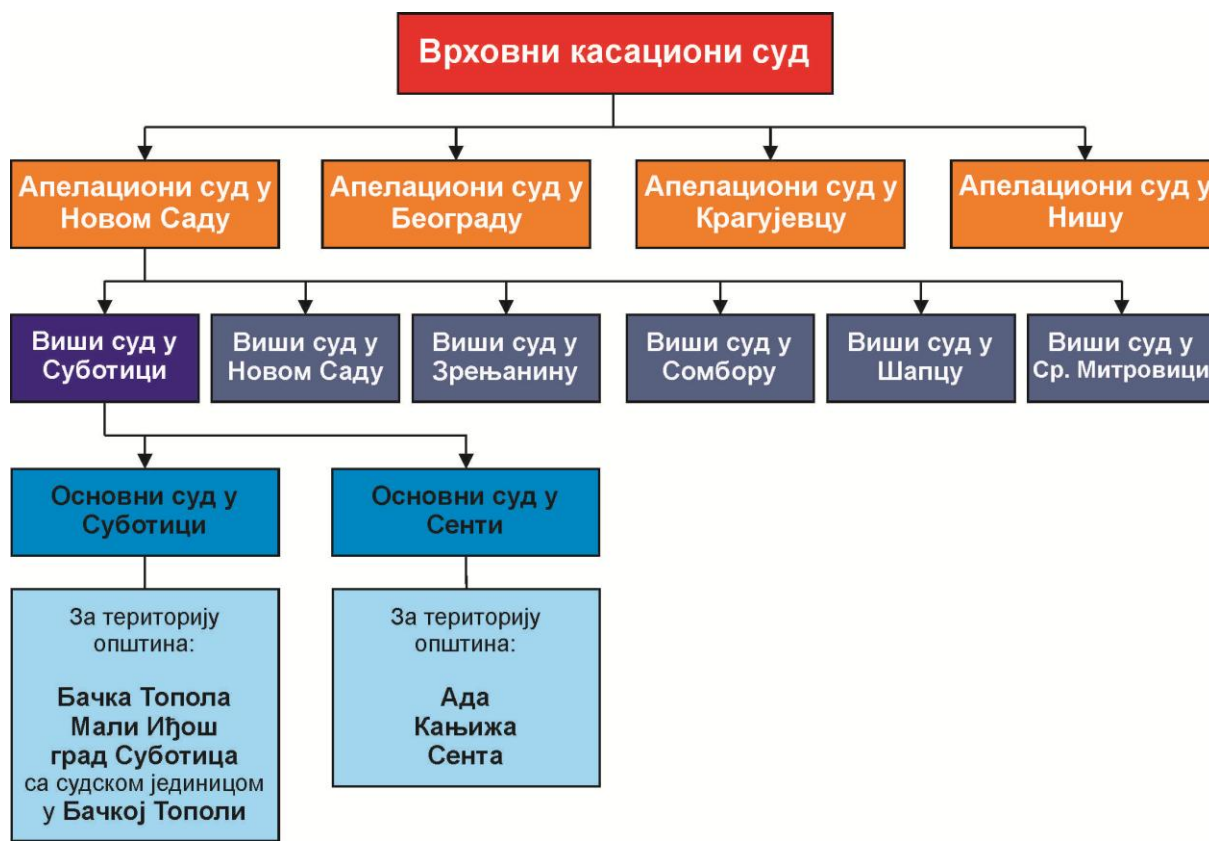 Врховни касациони суд
Апелациони суд у
Новом Саду
Апелациони суд у
Београду
Апелациони суд у
Крагујевцу
Апелациони суд у
Нишу
Виши суд у
Суботици
Виши суд у
Новом Саду
Виши суд у
Зрењанину
Виши суд у
Сомбору
Виши суд у
Шапцу
Виши суд у
Ср. Митровици
Основни суд у
Суботици
Основни суд у
Сенти
За територију
општина:
Бачка Топола
Мали Иђош
град Суботица
са судском јединицом
у Бачкој Тополи
За територију
општина:
Ада
Кањижа
Сента